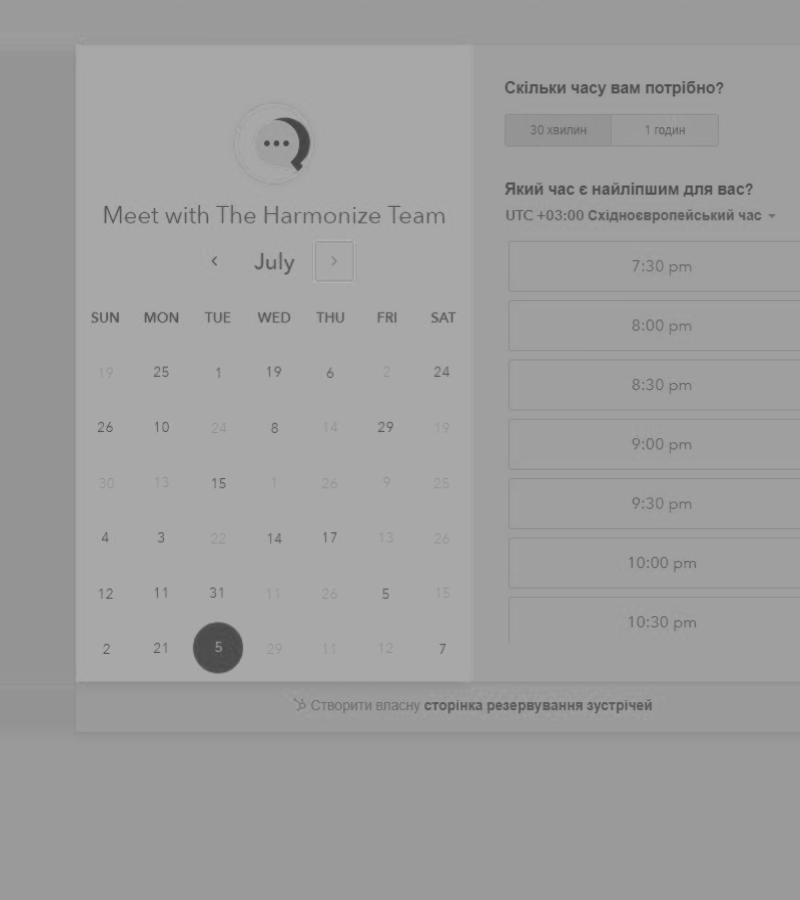 Meet with The Harmonize Team
July
SUN MON TUE WED THU FRI SAT
19 25 1 19 6 2 24
26 10 24 8 14 29 19
30 13 15 1 26 9 25
4 3 22 14 17 13 26
12 11 31 11 26 5 15
2 21 5 29 11 12 7
Скільки часу вам потрібно?
30 хвилин 1 годин
Який час є найліпшим для вас?
UTC +03:00 Східноєвропейський час
7:30 pm
8:00 pm
8:30 pm
9:00 pm
9:30 pm
10:00 pm
10:30 pm
Створити власну сторінка резервування зустрічей